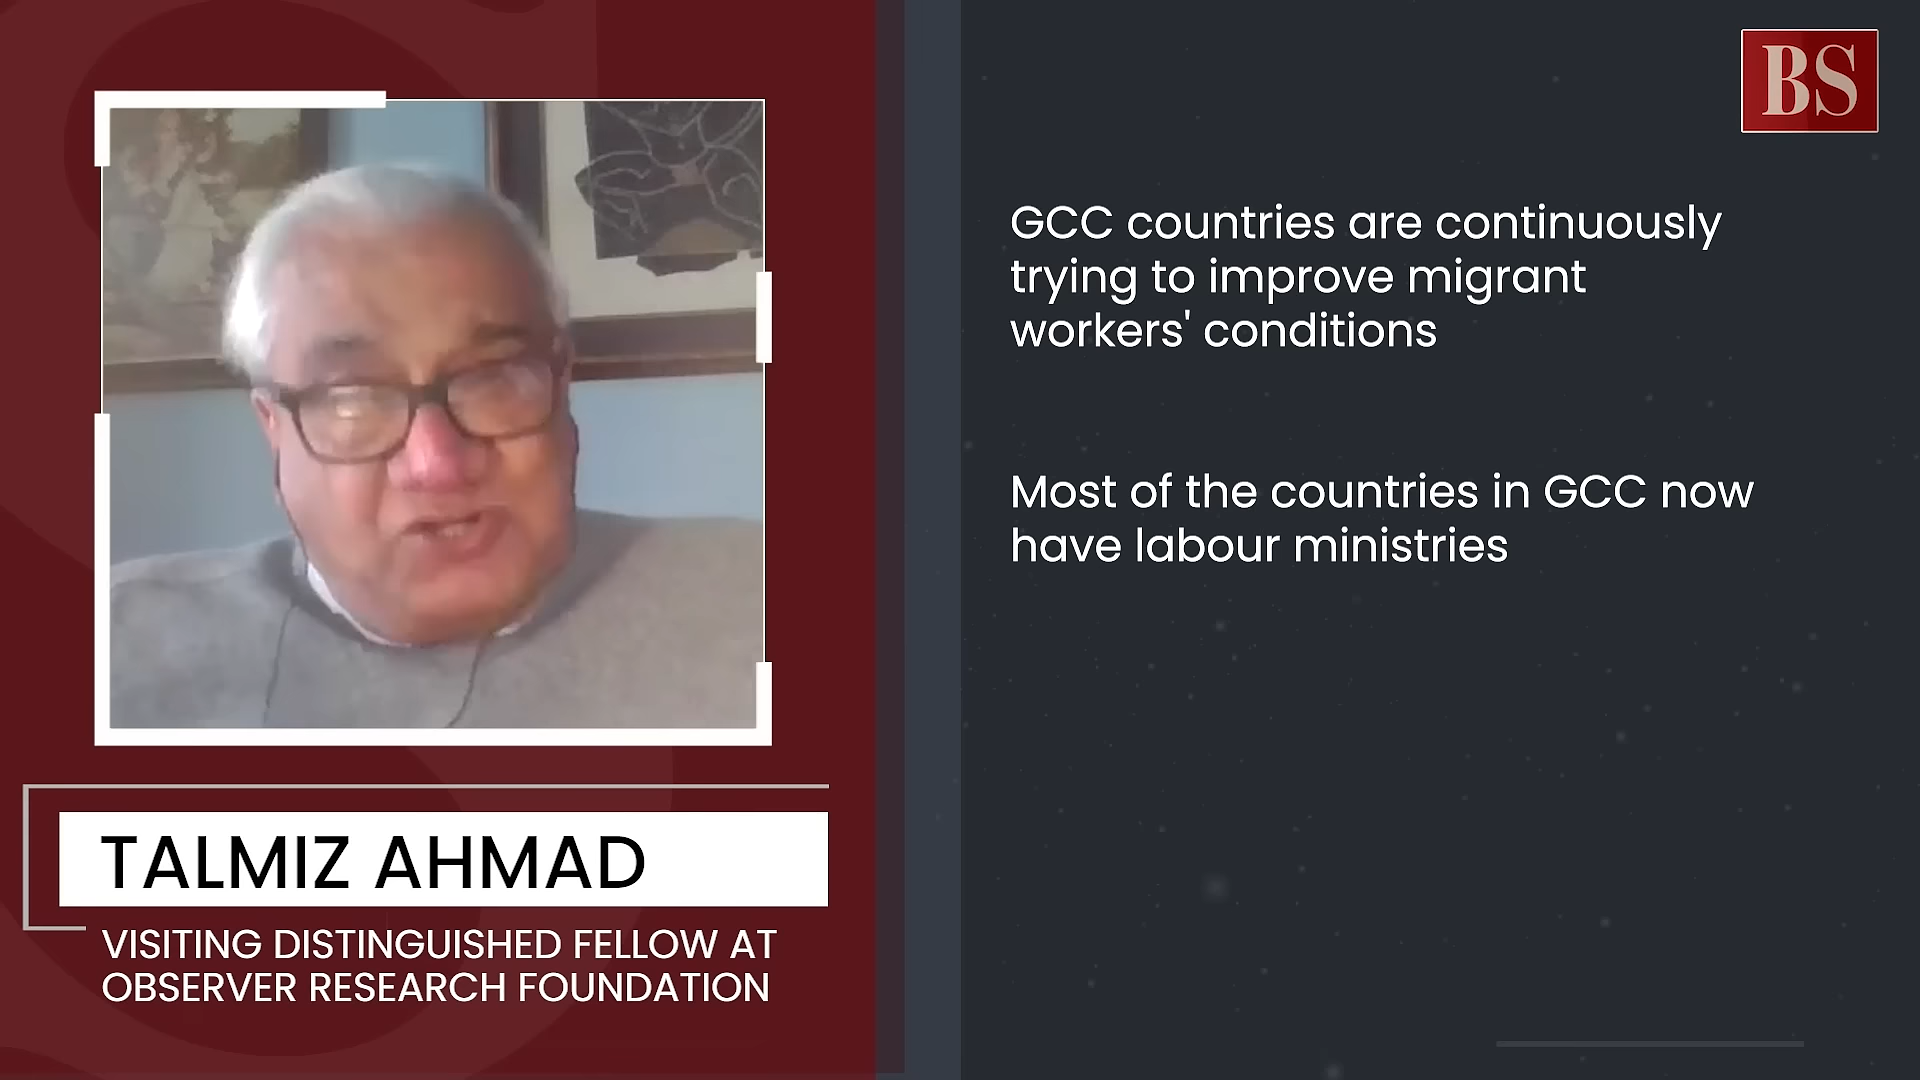 BS
GCC countries are continuously
trying to improve migrant
workers' conditions
Most of the countries in GCC now
have labour ministries
TALMIZ AHMAD
VISITING DISTINGUISHED FELLOW AT
OBSERVER RESEARCH FOUNDATION